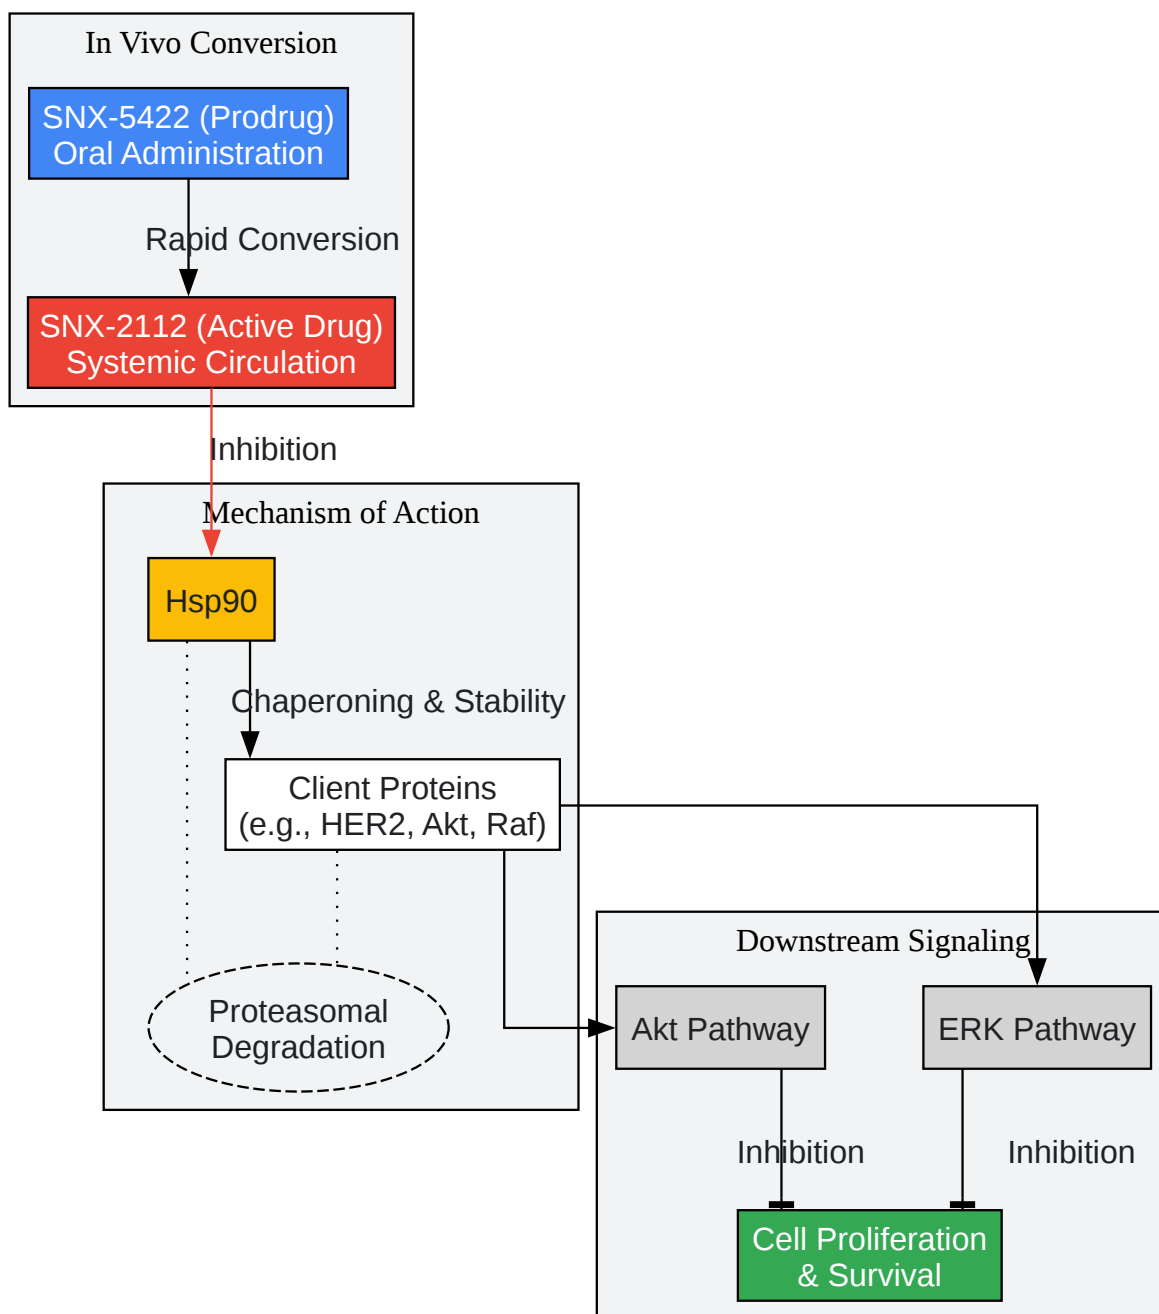 In Vivo Conversion
SNX-5422 (Prodrug)
Oral Administration
Rapid Conversion
SNX-2112 (Active Drug)
Systemic Circulation
Inhibition
Mechanism of Action
Hsp90
Chaperoning & Stability
Client Proteins
(e.g., HER2, Akt, Raf)
Proteasomal
Degradation
Downstream Signaling
Akt Pathway
ERK Pathway
Inhibition
Inhibition
Cell Proliferation
& Survival